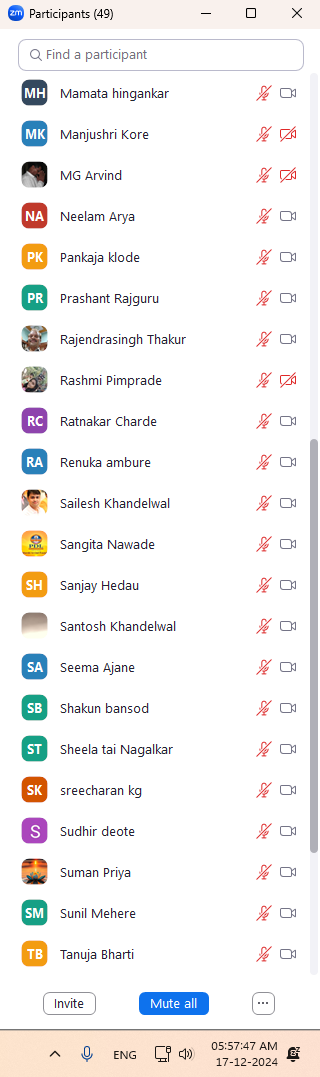 zm Participants (49)
Find a participant
MH Mamata hingankar
MK Manjushri Kore
MG Arvind
NA Neelam Arya
PK Pankaja klode
PR Prashant Rajguru
Rajendrasingh Thakur
Rashmi Pimprade
RC Ratnakar Charde
RA Renuka ambure
Sailesh Khandelwal
Sangita Nawade
SH Sanjay Hedau
Santosh Khandelwal
SA Seema Ajane
SB Shakun bansod
ST Sheela tai Nagalkar
SK sreecharan kg
S Sudhir deote
Suman Priya
SM Sunil Mehere
TB Tanuja Bharti
Invite Mute all ...
ENG 05:57:47 AM
17-12-2024